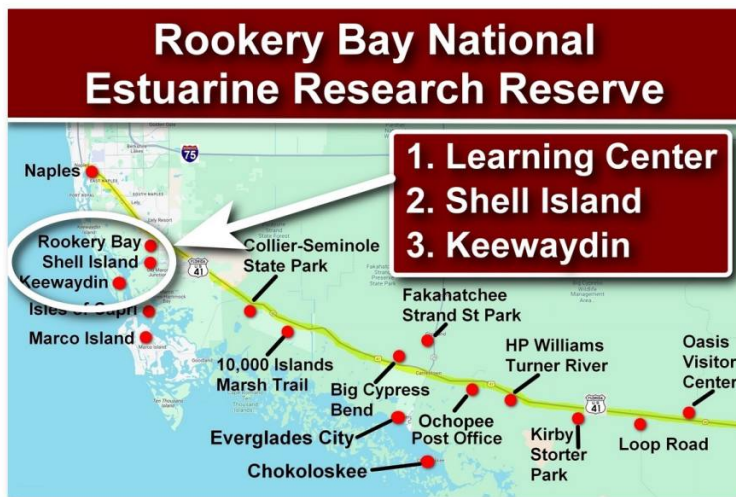 Rookery Bay National
Estuarine Research Reserve
75
1. Learning Center
2. Shell Island
3. Keewaydin
Naples
Rookery Bay
Shell Island
Keewaydin
Isles of Capri
Marco Island
41
Collier-Seminole
State Park
10,000 Islands
Marsh Trail
Fakahatchee
Strand St Park
Big Cypress
Bend
Everglades City
Chokoloskee
Ochopee
Post Office
HP Williams
Turner River
41
Kirby
Storter
Park
Loop Road
Oasis
Visitor
Center